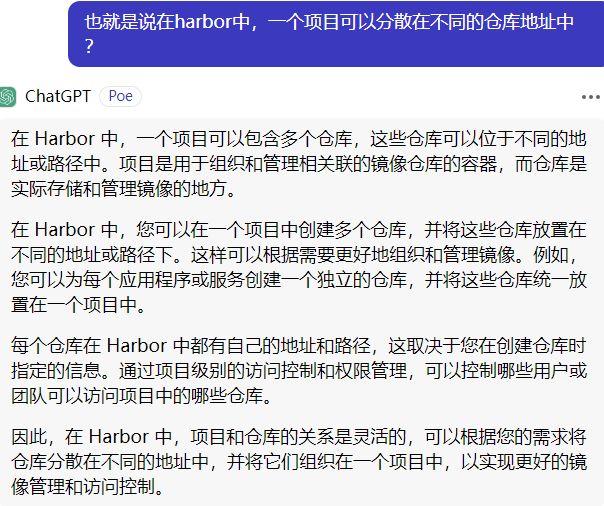 也就是说在harbor中，一个项目可以分散在不同的仓库地址中
？
ChatGPT Poe
在 Harbor 中，一个项目可以包含多个仓库，这些仓库可以位于不同的地
址或路径中。项目是用于组织和管理相关联的镜像仓库的容器，而仓库是
实际存储和管理镜像的地方。
在 Harbor 中，您可以在一个项目中创建多个仓库，并将这些仓库放置在
不同的地址或路径下。这样可以根据需要更好地组织和管理镜像。例如，
您可以为每个应用程序或服务创建一个独立的仓库，并将这些仓库统一放
置在一个项目中。
每个仓库在 Harbor 中都有自己的地址和路径，这取决于您在创建仓库时
指定的信息。通过项目级别的访问控制和权限管理，可以控制哪些用户或
团队可以访问项目中的哪些仓库。
因此，在 Harbor 中，项目和仓库的关系是灵活的，可以根据您的需求将
仓库分散在不同的地址中，并将它们组织在一个项目中，以实现更好的镜
像管理和访问控制。